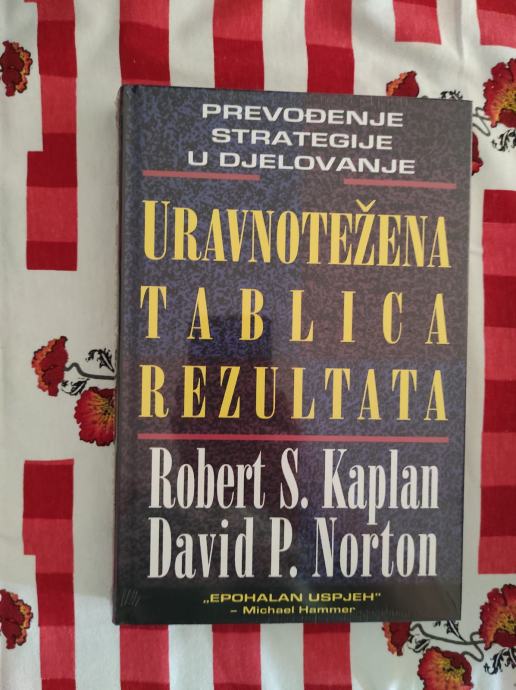 PREVOĐENJE
STRATEGIJE
U DJELOVANJE
URAVNOTEŽENA
TABLICA
REZULTATA
Robert S. Kaplan
David P. Norton
„EPOHALAN USPJEH"
– Michael Hammer